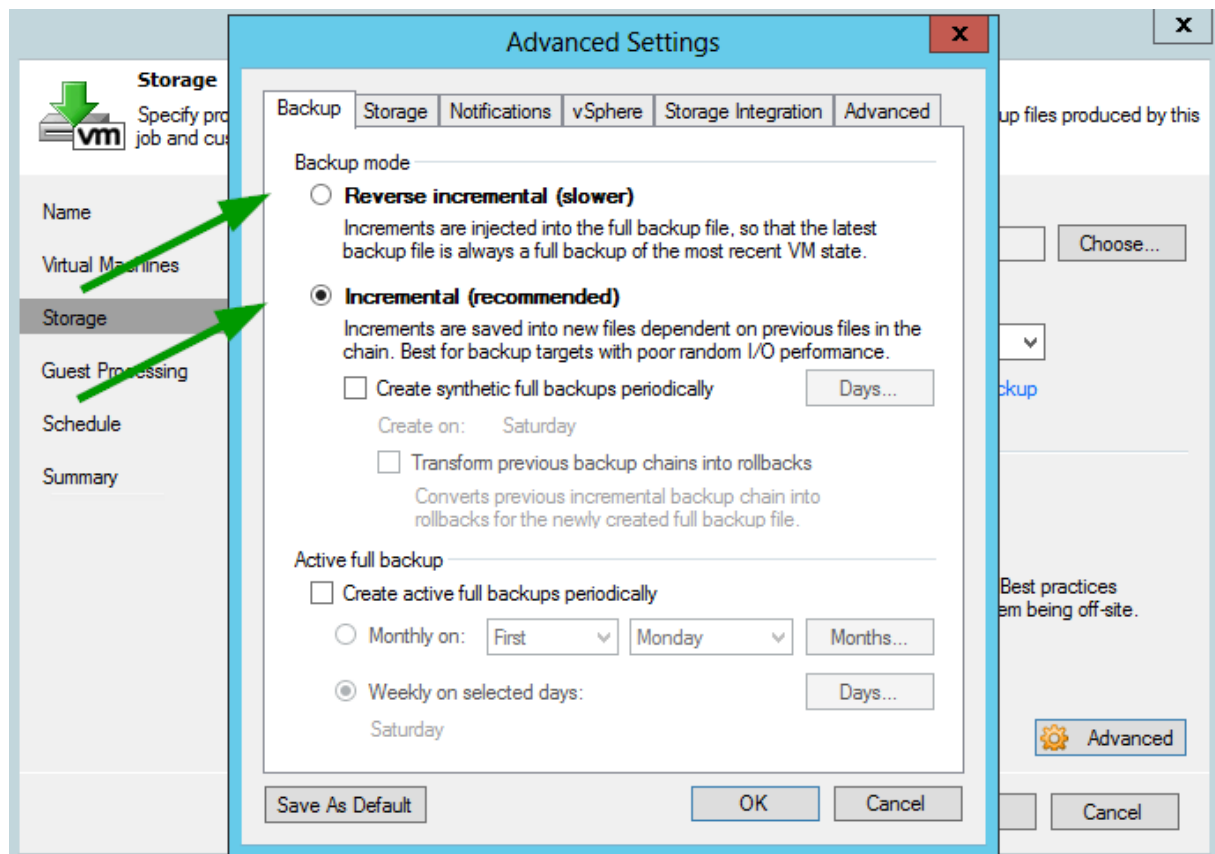 Advanced Settings
x
x
Storage
Specify pro
job and cus
up files produced by this
vm
Backup
Storage
Notifications
vSphere
Storage Integration
Advanced
Name
Virtual Machines
Storage
Guest Processing
Schedule
Summary
Backup mode
Reverse incremental (slower)
Increments are injected into the full backup file, so that the latest
backup file is always a full backup of the most recent VM state.
Incremental (recommended)
Increments are saved into new files dependent on previous files in the
chain. Best for backup targets with poor random I/O performance.
Create synthetic full backups periodically
Days...
Create on: Saturday
Transform previous backup chains into rollbacks
Converts previous incremental backup chain into
rollbacks for the newly created full backup file.
Active full backup
Create active full backups periodically
Monthly on: First Monday Months...
Weekly on selected days: Days...
Saturday
Save As Default
OK
Cancel
Choose...
ckup
Best practices
em being off-site.
Advanced
Cancel